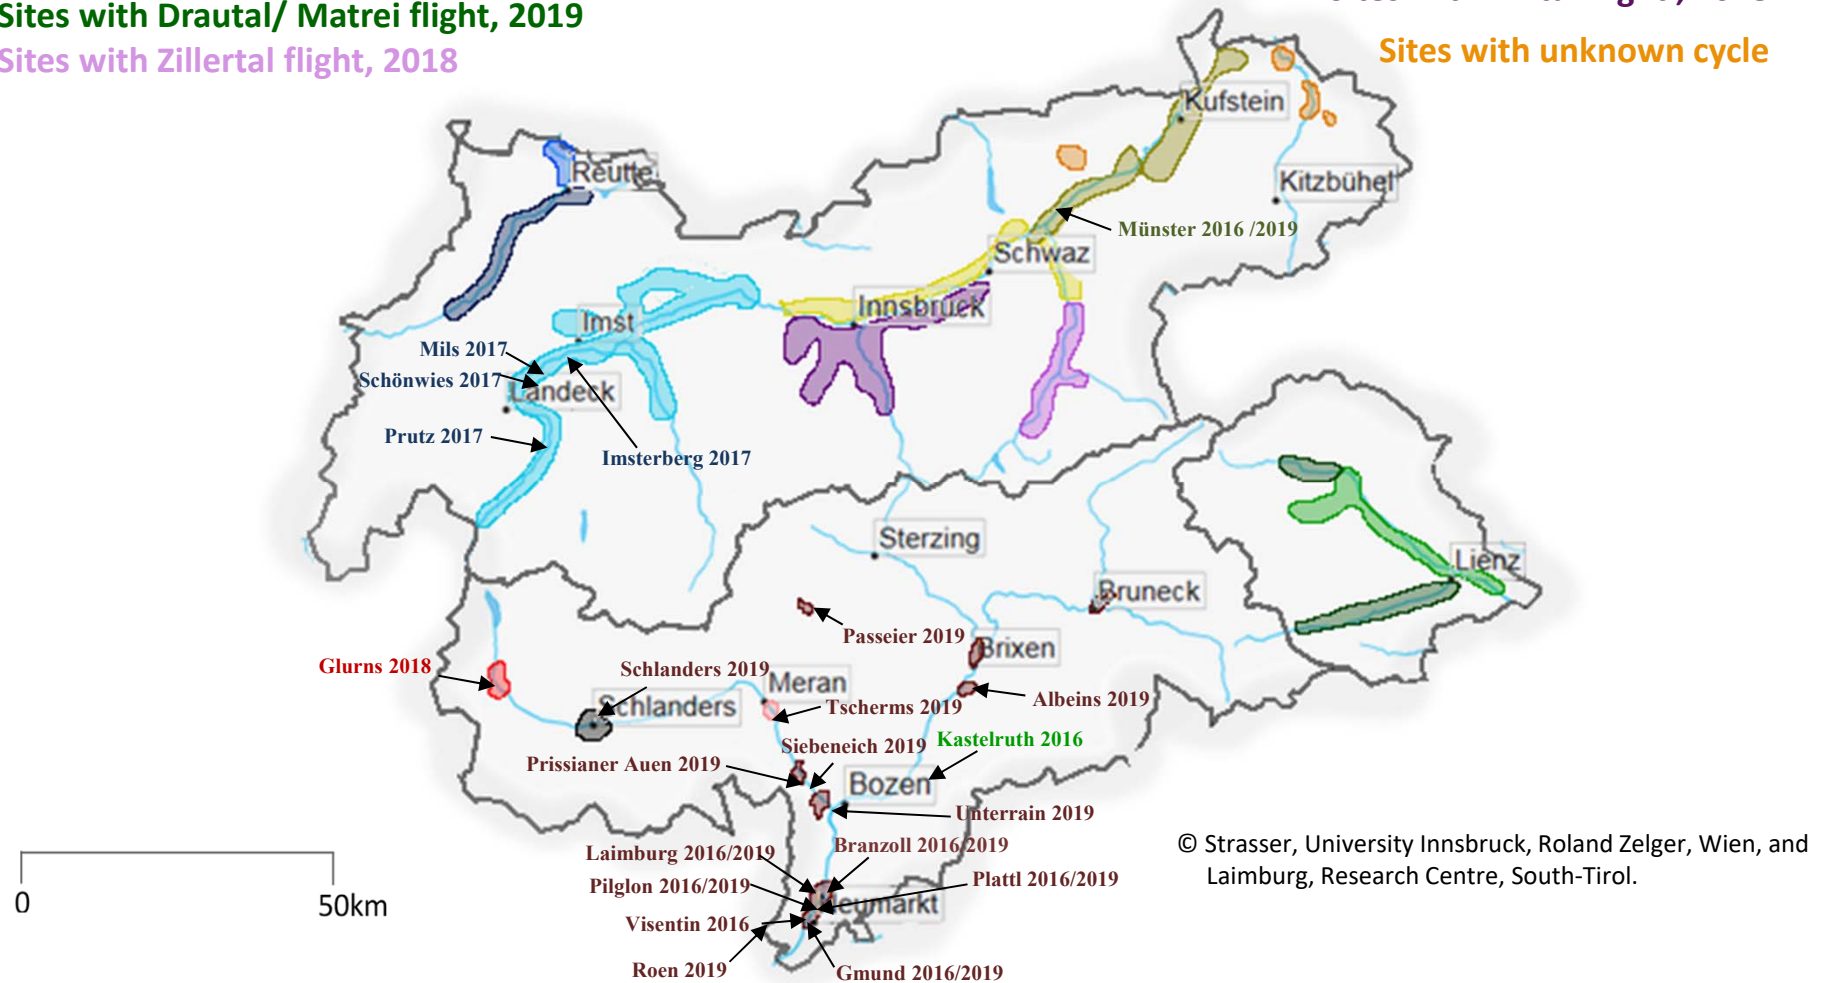 Sites with Drautal/ Matrei flight, 2019
Sites with Zillertal flight, 2018
Sites with unknown cycle
Kufstein
Reutte
Kitzbühel
Münster 2016 /2019
Schwaz
Innsbruck
Imst
Mils 2017
Schönwies 2017
Landeck
Prutz 2017
Imsterberg 2017
Sterzing
Lienz
Bruneck
Passeier 2019
Brixen
Glurns 2018
Schlanders 2019
Meran
Albeins 2019
Schlanders
Tscherms 2019
Siebeneich 2019
Kastelruth 2016
Prissianer Auen 2019
Bozen
Unterrain 2019
Laimburg 2016/2019
Branzoll 2016/2019
Pilglon 2016/2019
Plattl 2016/2019
Neumarkt
Visentin 2016
Roen 2019
Gmund 2016/2019
© Strasser, University Innsbruck, Roland Zelger, Wien, and
Laimburg, Research Centre, South-Tirol.
0
50km